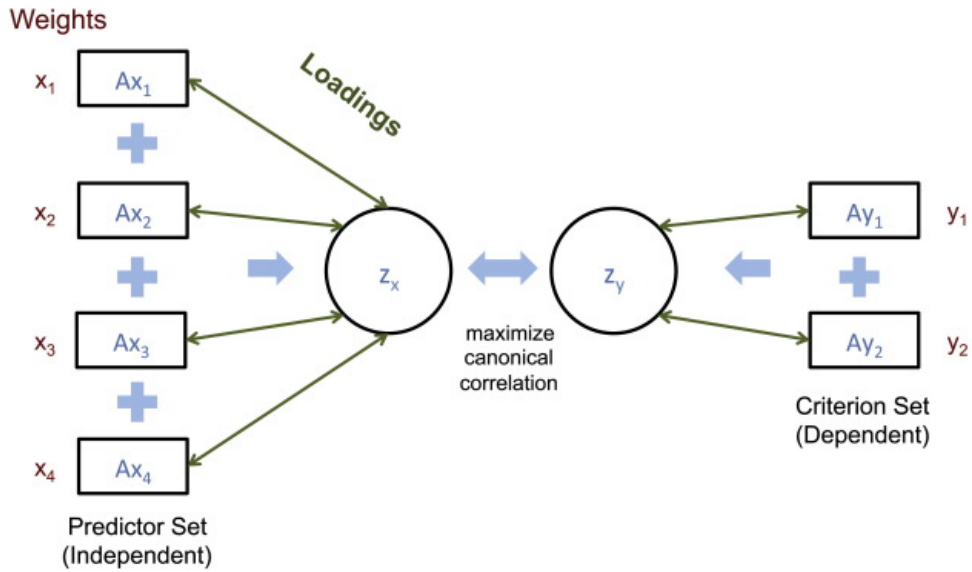 Weights
x₁ Ax₁
Loadings
x₂ Ax₂
Ay₁ y₁
zₓ
z_y
x₃ Ax₃
maximize
canonical
correlation
Ay₂ y₂
Criterion Set
(Dependent)
x₄ Ax₄
Predictor Set
(Independent)